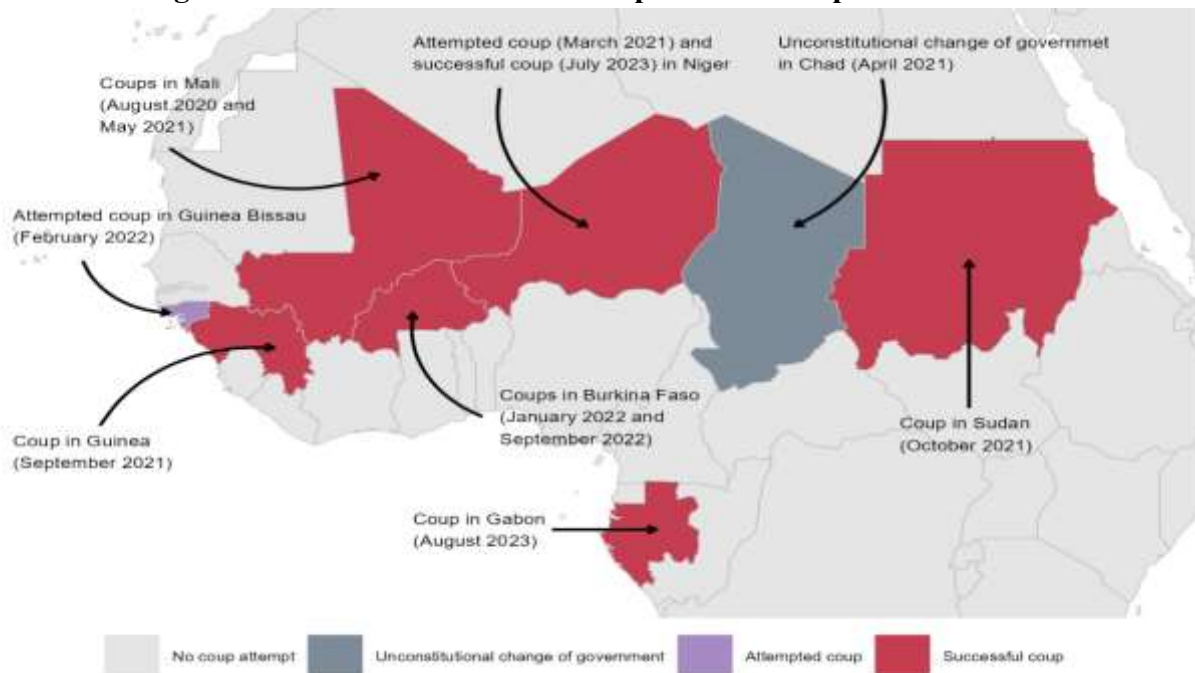 Attempted coup (March 2021) and
successful coup (July 2023) in Niger
Unconstitutional change of governmet
in Chad (April 2021)
Coups in Mali
(August 2020 and
May 2021)
Attempted coup in Guinea Bissau
(February 2022)
Coups in Burkina Faso
(January 2022 and
September 2022)
Coup in Sudan
(October 2021)
Coup in Guinea
(September 2021)
Coup in Gabon
(August 2023)
No coup attempt
Unconstitutional change of government
Attempted coup
Successful coup